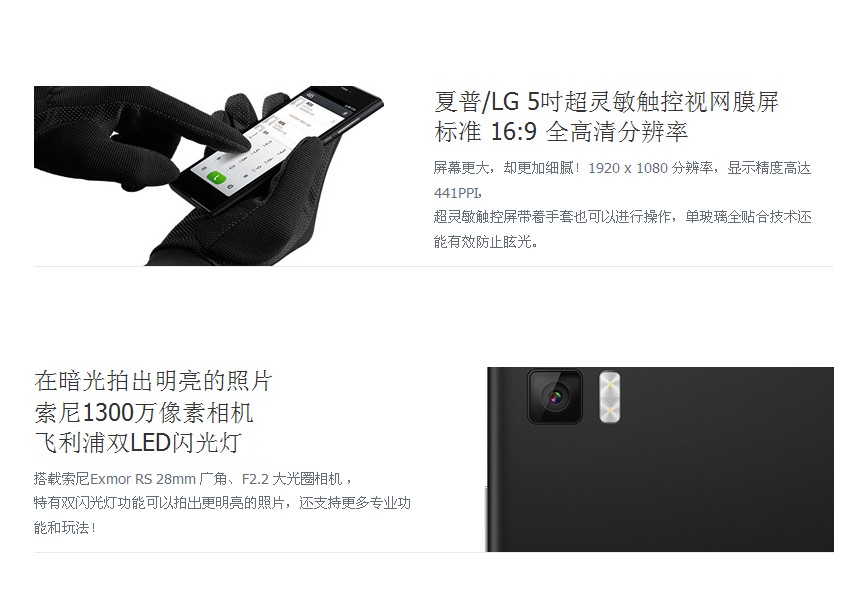 夏普/LG 5吋超灵敏触控视网膜屏
标准 16:9 全高清分辨率
屏幕更大，却更加细腻！1920 x 1080 分辨率，显示精度高达
441PPI，
超灵敏触控屏带着手套也可以进行操作，单玻璃全贴合技术还
能有效防止眩光。
在暗光拍出明亮的照片
索尼1300万像素相机
飞利浦双LED闪光灯
搭载索尼Exmor RS 28mm 广角、F2.2 大光圈相机，
特有双闪光灯功能可以拍出更明亮的照片，还支持更多专业功
能和玩法！